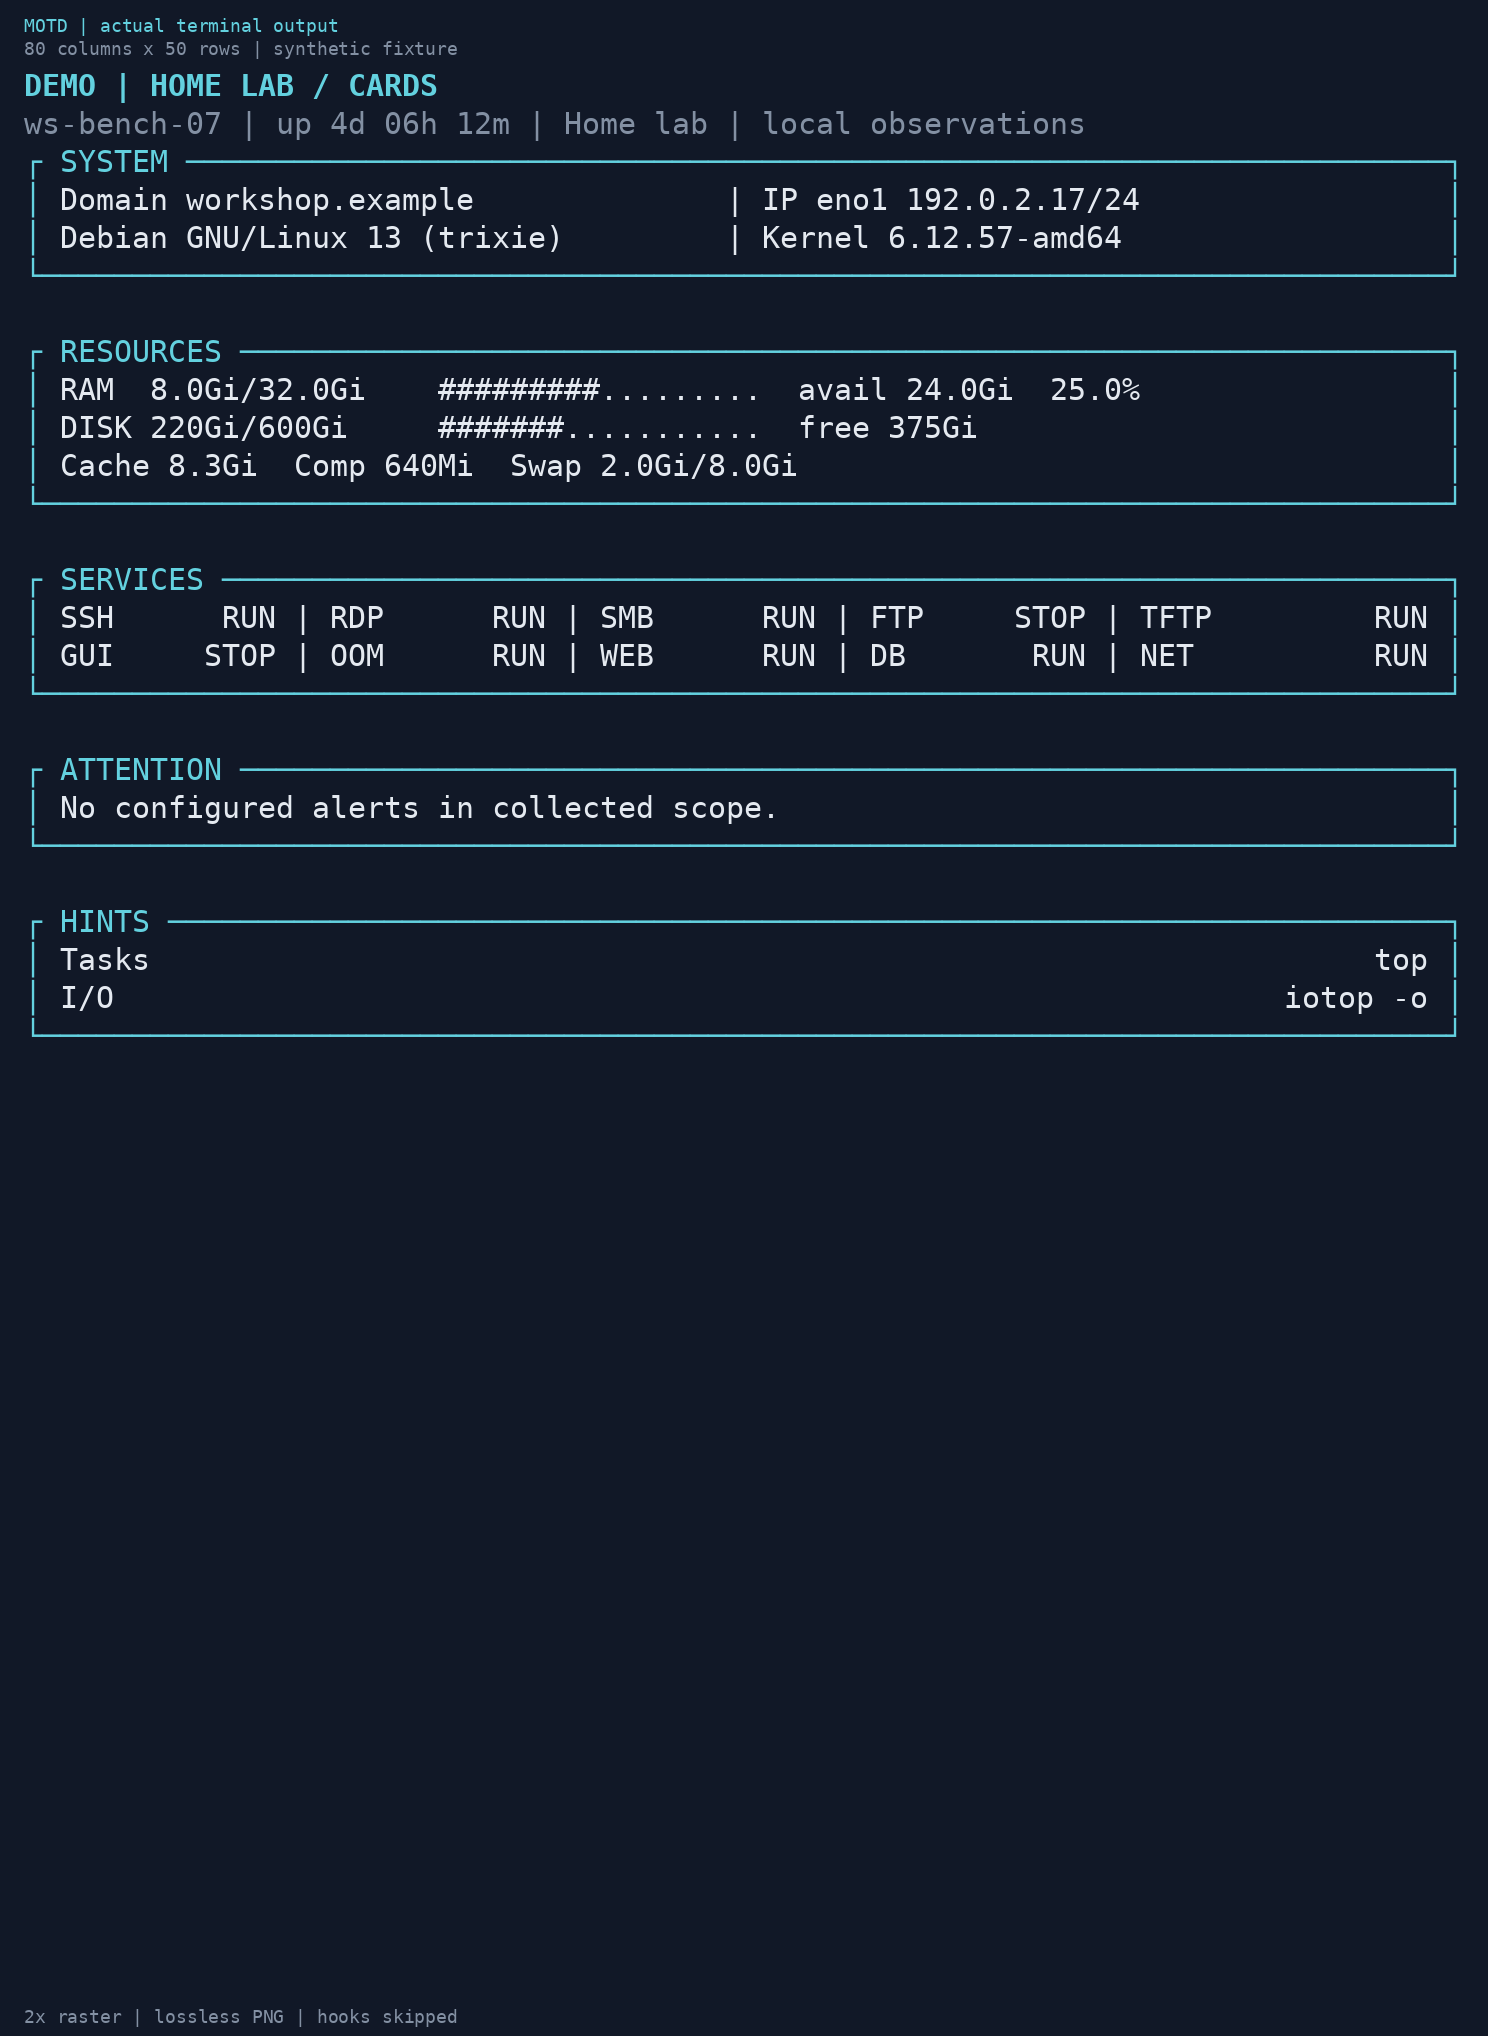 MOTD | actual terminal output
80 columns x 50 rows | synthetic fixture
DEMO | HOME LAB / CARDS
ws-bench-07 | up 4d 06h 12m | Home lab | local observations
SYSTEM
Domain workshop.example | IP eno1 192.0.2.17/24
Debian GNU/Linux 13 (trixie) | Kernel 6.12.57-amd64
RESOURCES
RAM  8.0Gi/32.0Gi    #########.........  avail 24.0Gi  25.0%
DISK 220Gi/600Gi     #######...........  free 375Gi
Cache 8.3Gi  Comp 640Mi  Swap 2.0Gi/8.0Gi
SERVICES
SSH      RUN | RDP      RUN | SMB      RUN | FTP     STOP | TFTP         RUN
GUI     STOP | OOM      RUN | WEB      RUN | DB       RUN | NET          RUN
ATTENTION
No configured alerts in collected scope.
HINTS
Tasks top
I/O iotop -o
2x raster | lossless PNG | hooks skipped